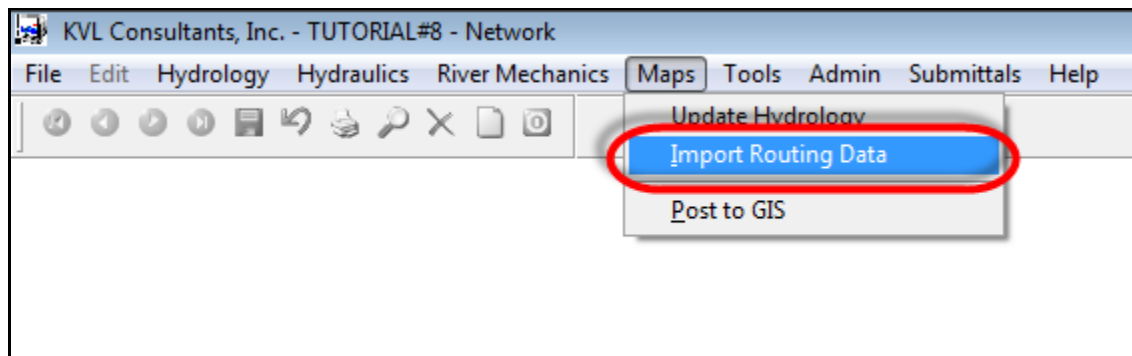 KVL Consultants, Inc. - TUTORIAL#8 - Network
File Edit Hydrology Hydraulics River Mechanics Maps Tools Admin Submittals Help
Update Hydrology
Import Routing Data
Post to GIS